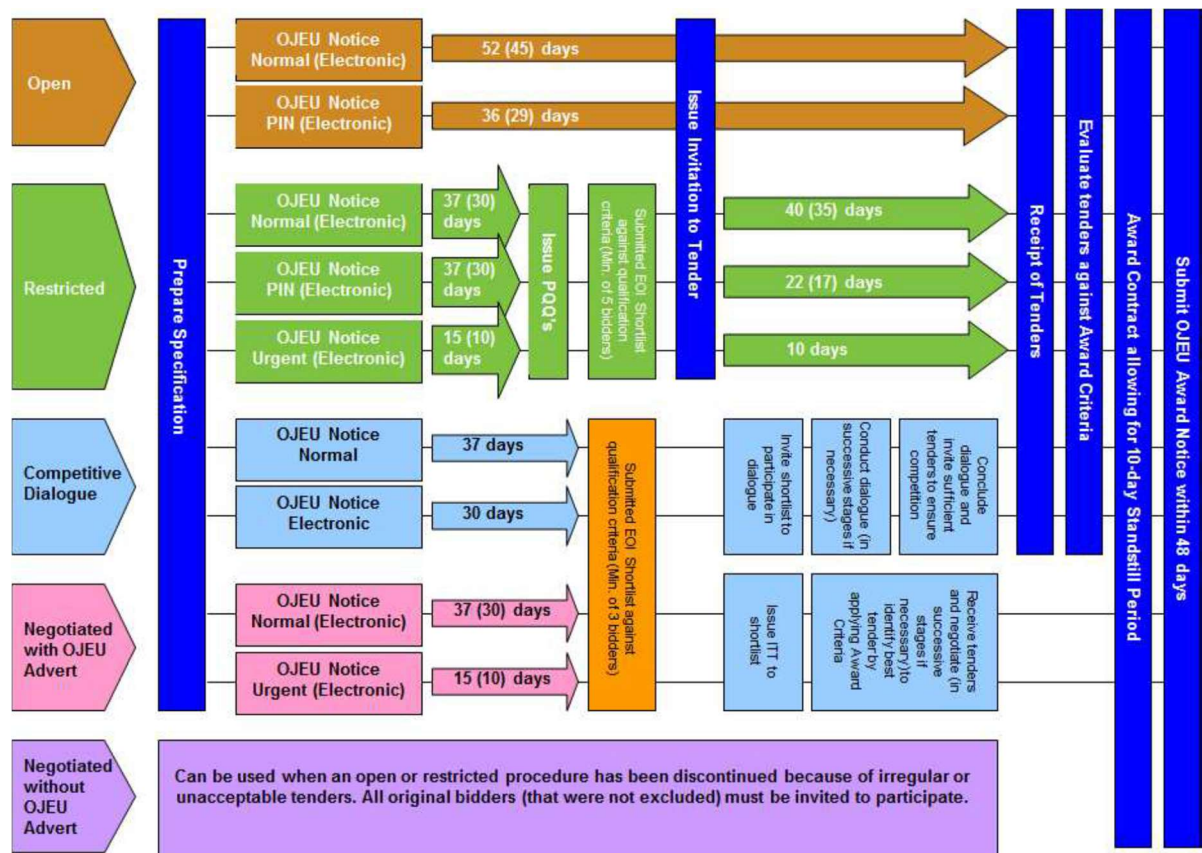 Open
Prepare Specification
OJEU Notice
Normal (Electronic)
52 (45) days
OJEU Notice
PIN (Electronic)
36 (29) days
Issue Invitation to Tender
Receipt of Tenders
Evaluate tenders against Award Criteria
Award Contract allowing for 10-day Standstill Period
Submit OJEU Award Notice within 48 days
Restricted
OJEU Notice
Normal (Electronic)
37 (30)
days
OJEU Notice
PIN (Electronic)
37 (30)
days
OJEU Notice
Urgent (Electronic)
15 (10)
days
Issue PQQ's
Submitted EOI Shortlist
against qualification
criteria (Min. of 5 bidders)
40 (35) days
22 (17) days
10 days
Competitive
Dialogue
OJEU Notice
Normal
37 days
OJEU Notice
Electronic
30 days
Submitted EOI Shortlist against
qualification criteria (Min. of 3 bidders)
Invite shortlist to
participate in
dialogue
Conduct dialogue (in
successive stages if
necessary)
Conclude
dialogue and
invite sufficient
tenders to ensure
competition
Negotiated
with OJEU
Advert
OJEU Notice
Normal (Electronic)
37 (30) days
OJEU Notice
Urgent (Electronic)
15 (10) days
Issue ITT to
shortlist
Receive tenders
and negotiate (in
successive
stages if
necessary)to
identify best
tender by
applying Award
Criteria
Negotiated
without
OJEU
Advert
Can be used when an open or restricted procedure has been discontinued because of irregular or
unacceptable tenders. All original bidders (that were not excluded) must be invited to participate.